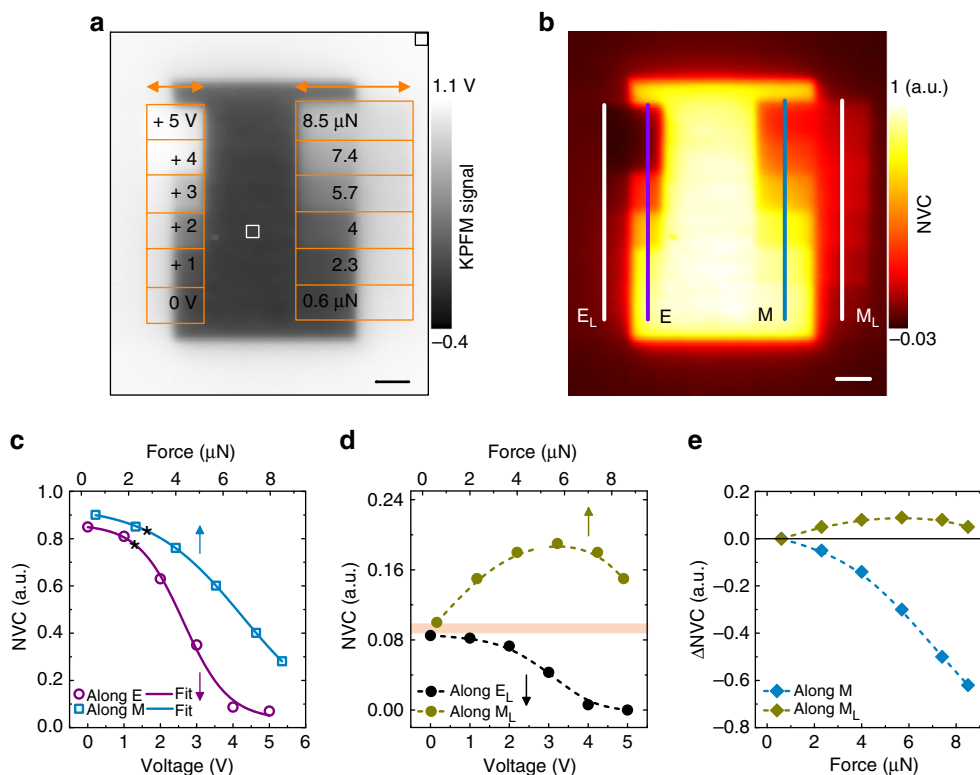 a
+ 5 V
+ 4
+ 3
+ 2
+ 1
0 V
8.5 μN
7.4
5.7
4
2.3
0.6 μN
1.1 V
KPFM signal
–0.4
b
E_L
E
M
M_L
1 (a.u.)
NVC
–0.03
c
Force (μN)
0 2 4 6 8
1.0
0.8
0.6
0.4
0.2
0.0
NVC (a.u.)
* *
Along E Fit
Along M Fit
0 1 2 3 4 5 6
Voltage (V)
d
Force (μN)
0 2 4 6 8
0.24
0.16
0.08
0.00
NVC (a.u.)
Along E_L
Along M_L
0 1 2 3 4 5
Voltage (V)
e
0.2
0.0
–0.2
–0.4
–0.6
–0.8
ΔNVC (a.u.)
Along M
Along M_L
0 2 4 6 8
Force (μN)